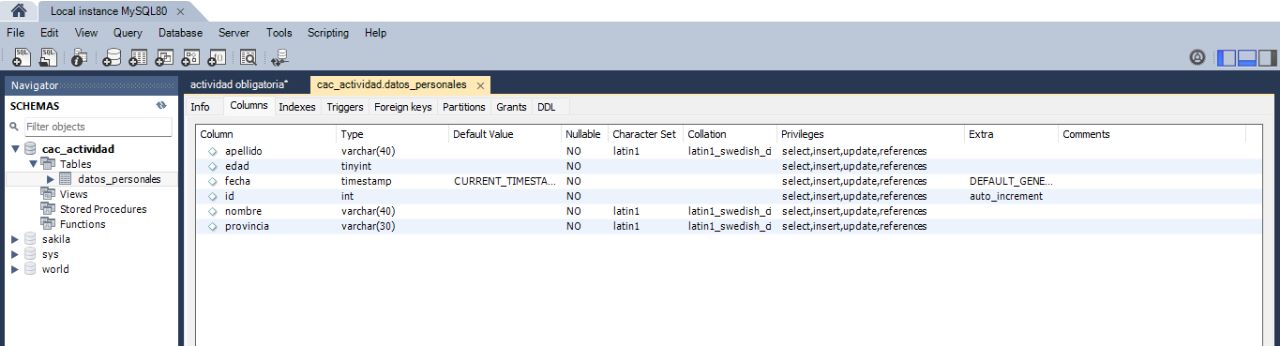 Local instance MySQL80 ×
File Edit View Query Database Server Tools Scripting Help
Navigator
SCHEMAS
Filter objects
cac_actividad
Tables
datos_personales
Views
Stored Procedures
Functions
sakila
sys
world
actividad obligatoria* cac_actividad.datos_personales ×
Info Columns Indexes Triggers Foreign keys Partitions Grants DDL
Column Type Default Value Nullable Character Set Collation Privileges Extra Comments
apellido varchar(40) NO latin1 latin1_swedish_ci select,insert,update,references
edad tinyint NO select,insert,update,references
fecha timestamp CURRENT_TIMESTA... NO select,insert,update,references DEFAULT_GENE...
id int NO select,insert,update,references auto_increment
nombre varchar(40) NO latin1 latin1_swedish_ci select,insert,update,references
provincia varchar(30) NO latin1 latin1_swedish_ci select,insert,update,references